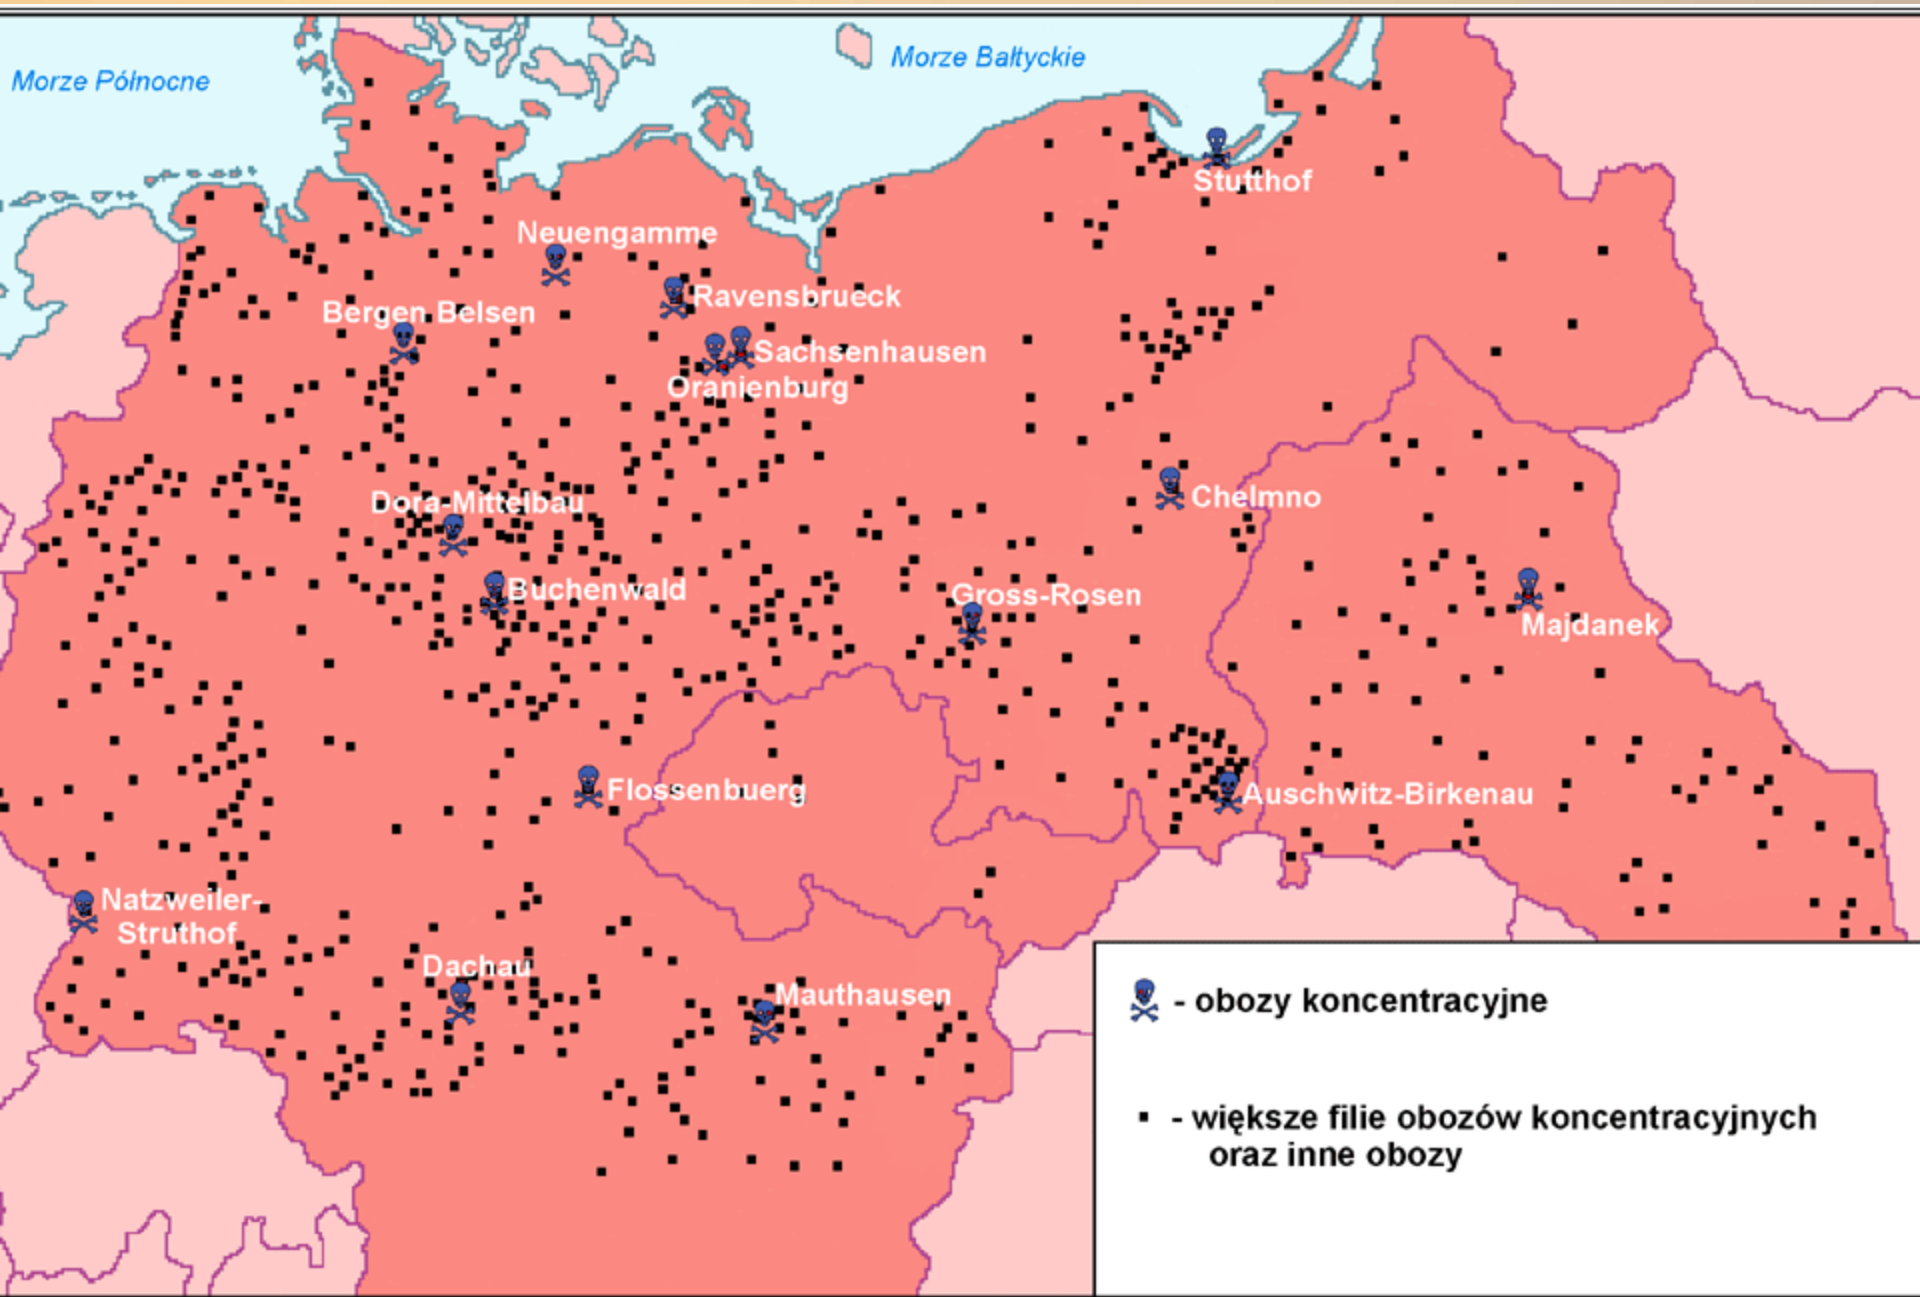 Morze Północne
Morze Bałtyckie
Stutthof
Neuengamme
Ravensbrueck
Bergen Belsen
Sachsenhausen
Oranienburg
Chelmno
Dora-Mittelbau
Buchenwald
Gross-Rosen
Majdanek
Flossenbuerg
Auschwitz-Birkenau
Natzweiler-
Struthof
Dachau
Mauthausen
- obozy koncentracyjne
- większe filie obozów koncentracyjnych
oraz inne obozy